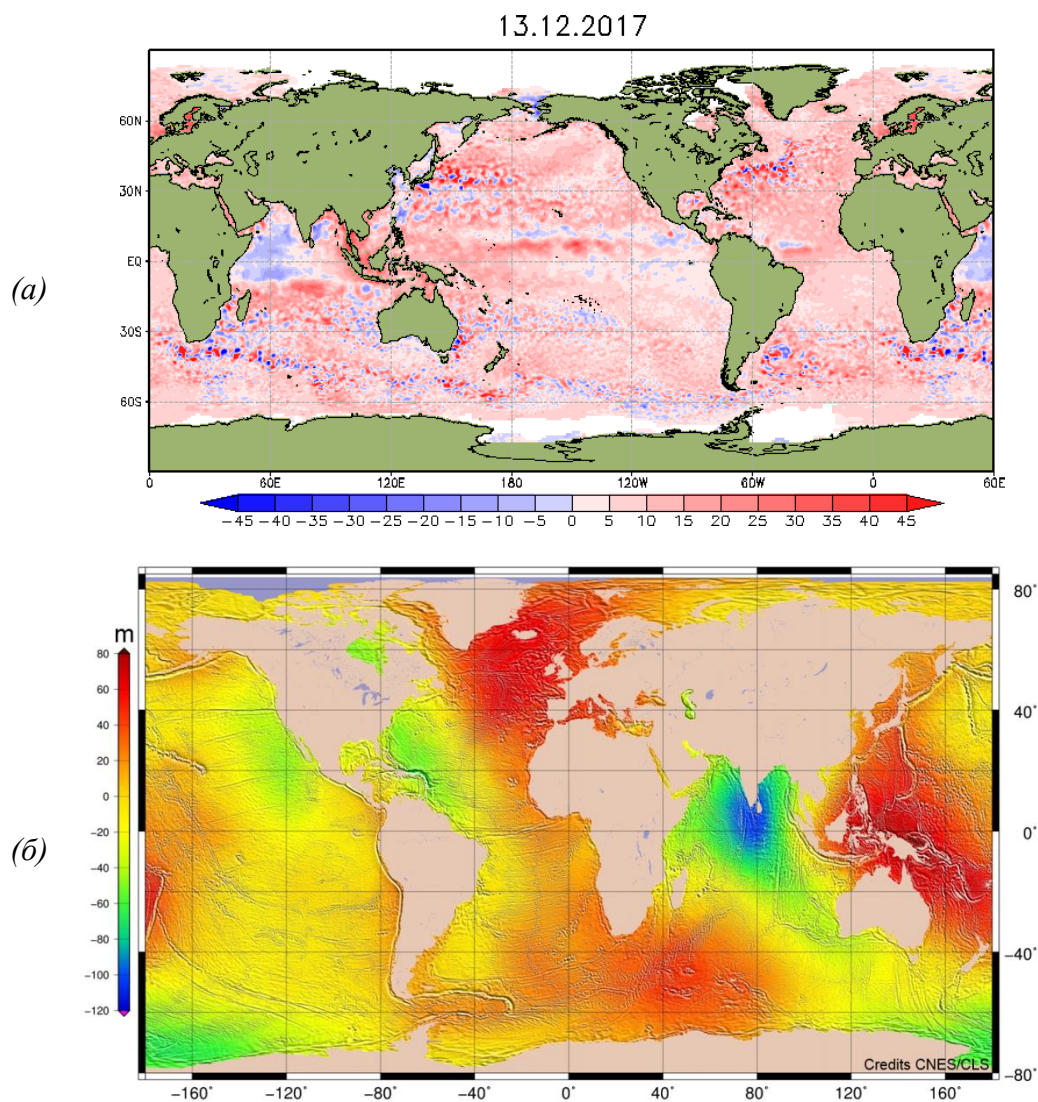 13.12.2017
60N
30N
EQ
30S
60S
(а)
0 60E 120E 180 120W 60W 0 60E
-45 -40 -35 -30 -25 -20 -15 -10 -5 0 5 10 15 20 25 30 35 40 45
m
80
60
40
20
0
-20
-40
-60
-80
-100
-120
80°
40°
0°
-40°
-80°
(б)
Credits CNES/CLS
-160° -120° -80° -40° 0° 40° 80° 120° 160°